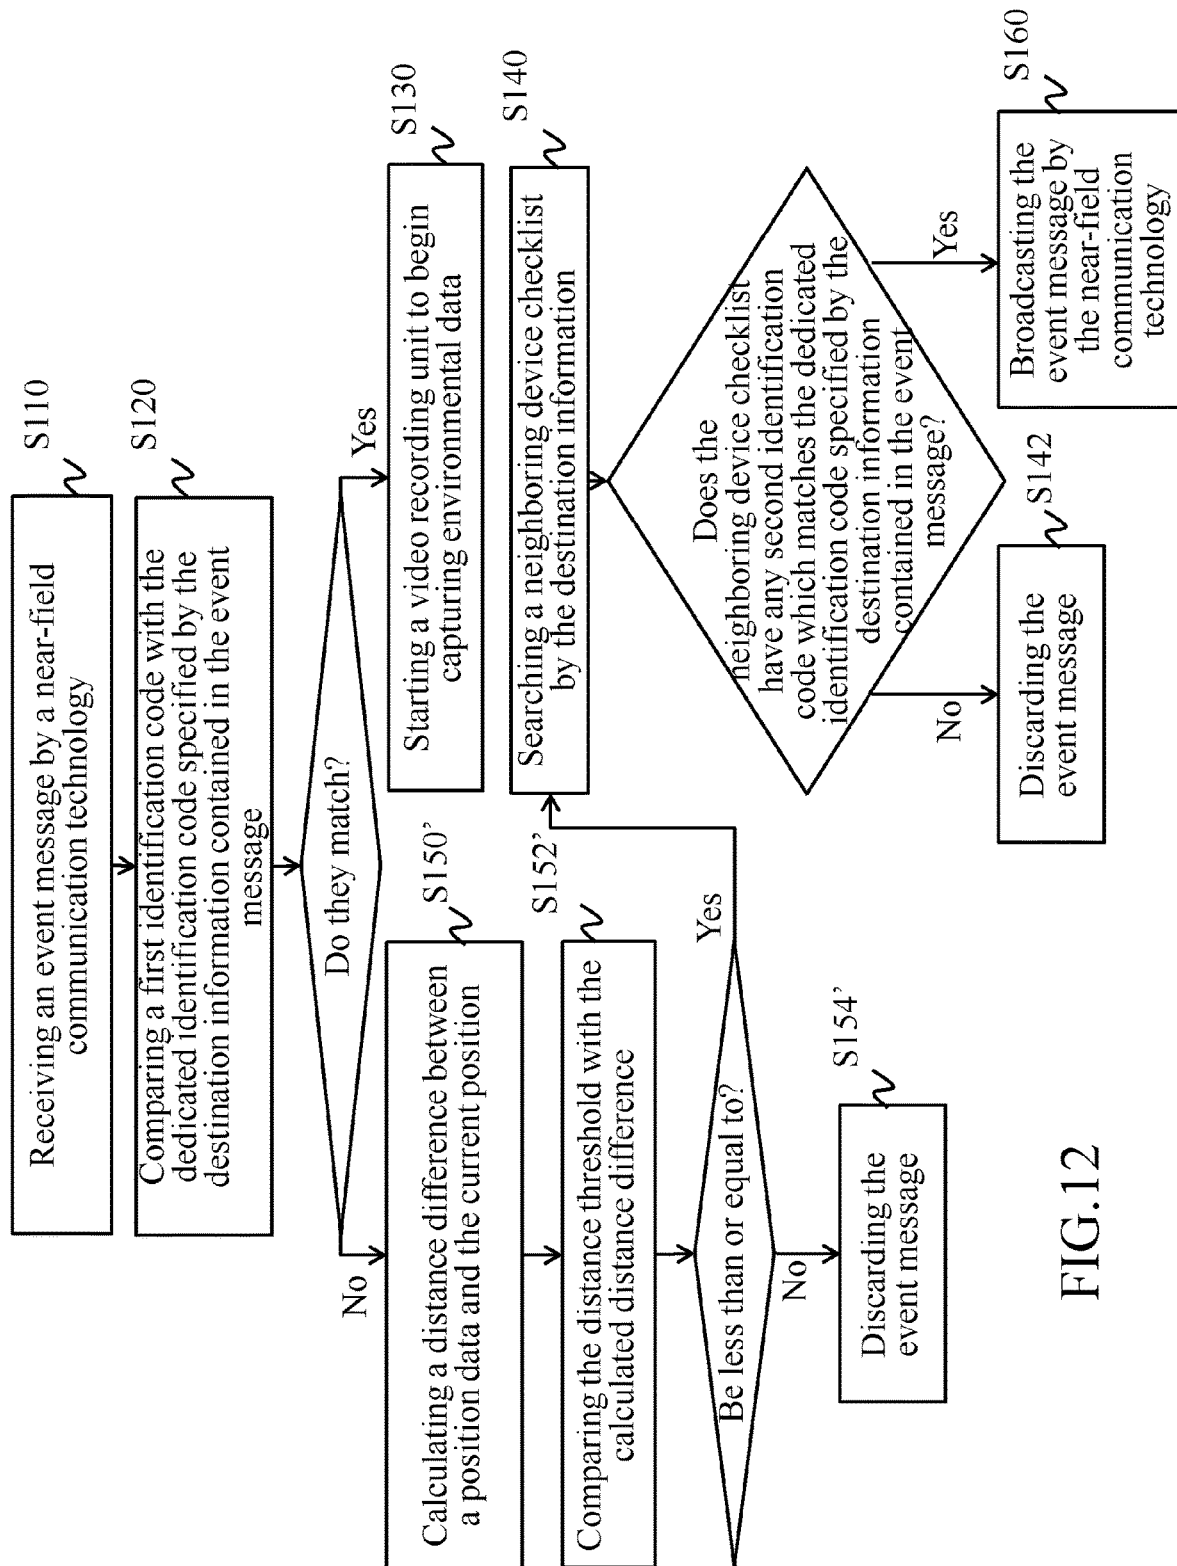 S110
Receiving an event message by a near-field
communication technology
S120
Comparing a first identification code with the
dedicated identific code specified by the
destination information contained in the event
message
Do they match?
Yes
S130
Starting a video recording unit to begin
capturing environmental data
No
S150’
Calculating a distance difference between
a position data and the current position
S152’
Comparing the distance threshold with the
calculated distance difference
Be less than or equal to?
Yes
No
S154’
Discarding the
event message
S140
Searching a neighboring device checklist
by the destination information
Does the
neighboring device checklist
have any second identification
code which matches the dedicated
identification code specified by the
destination information
contained in the event
message?
No
Yes
S142
Discarding the
event message
S160
Broadcasting the
event message by
the near-field
communication
technology
FIG.12